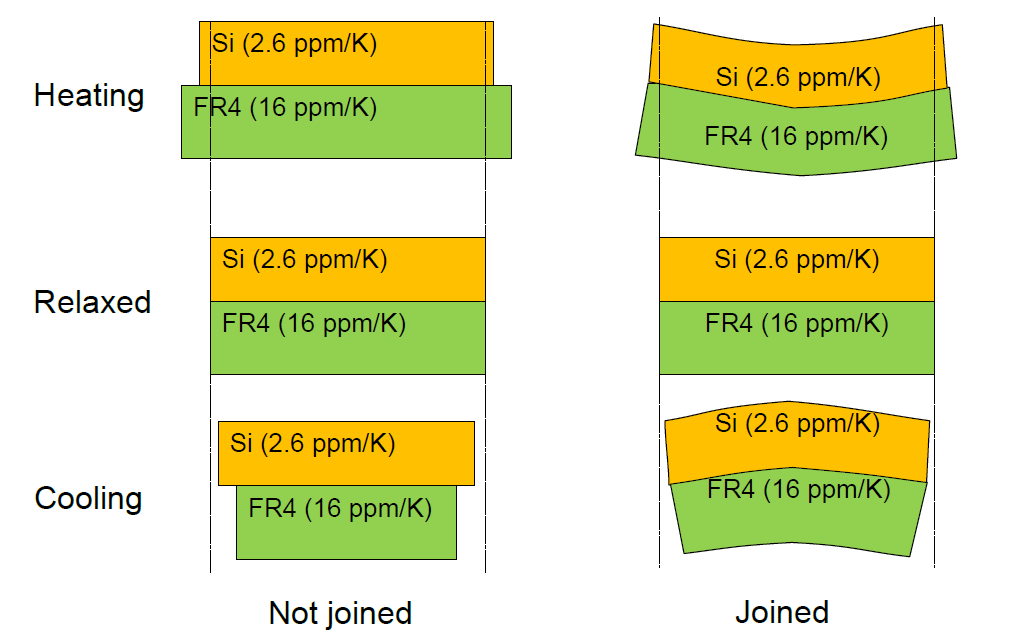 Heating
Si (2.6 ppm/K)
FR4 (16 ppm/K)
Si (2.6 ppm/K)
FR4 (16 ppm/K)
Relaxed
Si (2.6 ppm/K)
FR4 (16 ppm/K)
Si (2.6 ppm/K)
FR4 (16 ppm/K)
Cooling
Si (2.6 ppm/K)
FR4 (16 ppm/K)
Si (2.6 ppm/K)
FR4 (16 ppm/K)
Not joined
Joined